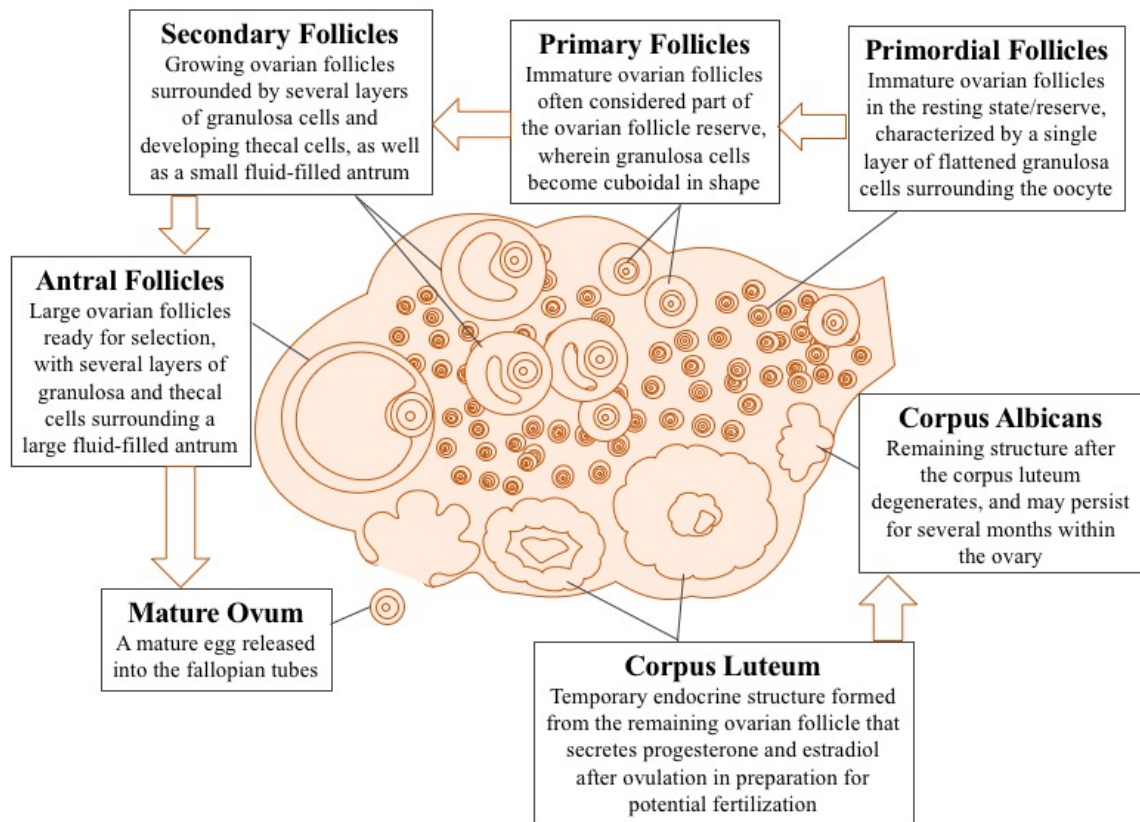 Secondary Follicles
Growing ovarian follicles
surrounded by several layers
of granulosa cells and
developing thecal cells, as well
as a small fluid-filled antrum
Primary Follicles
Immature ovarian follicles
often considered part of
the ovarian follicle reserve,
wherein granulosa cells
become cuboidal in shape
Primordial Follicles
Immature ovarian follicles
in the resting state/reserve,
characterized by a single
layer of flattened granulosa
cells surrounding the oocyte
Antral Follicles
Large ovarian follicles
ready for selection,
with several layers of
granulosa and thecal
cells surrounding a
large fluid-filled antrum
Corpus Albicans
Remaining structure after
the corpus luteum
degenerates, and may persist
for several months within
the ovary
Mature Ovum
A mature egg released
into the fallopian tubes
Corpus Luteum
Temporary endocrine structure formed
from the remaining ovarian follicle that
secretes progesterone and estradiol
after ovulation in preparation for
potential fertilization